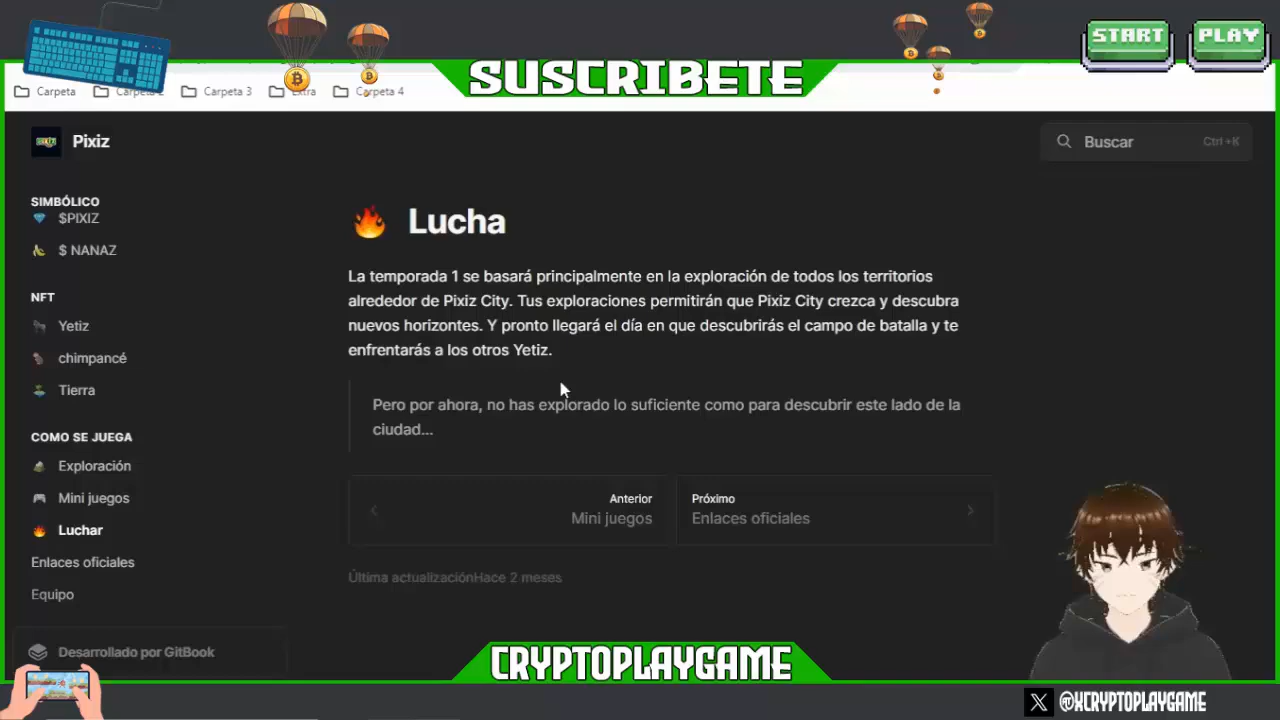 START PLAY
SUSCRIBETE
Carpeta Carpeta 2 Carpeta 3 Extra Carpeta 4
Pixiz
Buscar Ctrl+K
SIMBÓLICO
$PIXIZ
$ NANAZ
NFT
Yetiz
chimpancé
Tierra
COMO SE JUEGA
Exploración
Mini juegos
Luchar
Enlaces oficiales
Equipo
Desarrollado por GitBook
Lucha
La temporada 1 se basará principalmente en la exploración de todos los territorios
alrededor de Pixiz City. Tus exploraciones permitirán que Pixiz City crezca y descubra
nuevos horizontes. Y pronto llegará el día en que descubrirás el campo de batalla y te
enfrentarás a los otros Yetiz.
Pero por ahora, no has explorado lo suficiente como para descubrir este lado de la
ciudad...
Anterior
Mini juegos
Próximo
Enlaces oficiales
Última actualizaciónHace 2 meses
CRYPTOPLAYGAME
X @XCRYPTOPLAYGAME